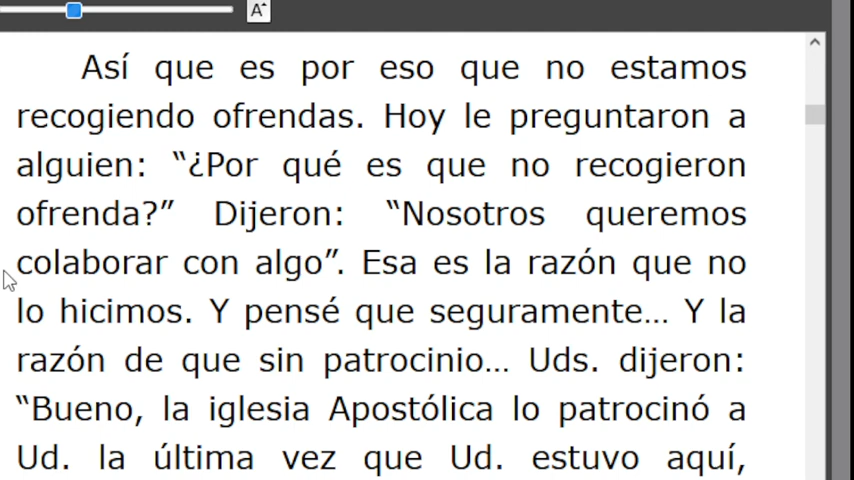 A
Así que es por eso que no estamos
recogiendo ofrendas. Hoy le preguntaron a
alguien: “¿Por qué es que no recogieron
ofrenda?” Dijeron: “Nosotros queremos
colaborar con algo”. Esa es la razón que no
lo hicimos. Y pensé que seguramente... Y la
razón de que sin patrocinio... Uds. dijeron:
“Bueno, la iglesia Apostólica lo patrocinó a
Ud. la última vez que Ud. estuvo aquí,